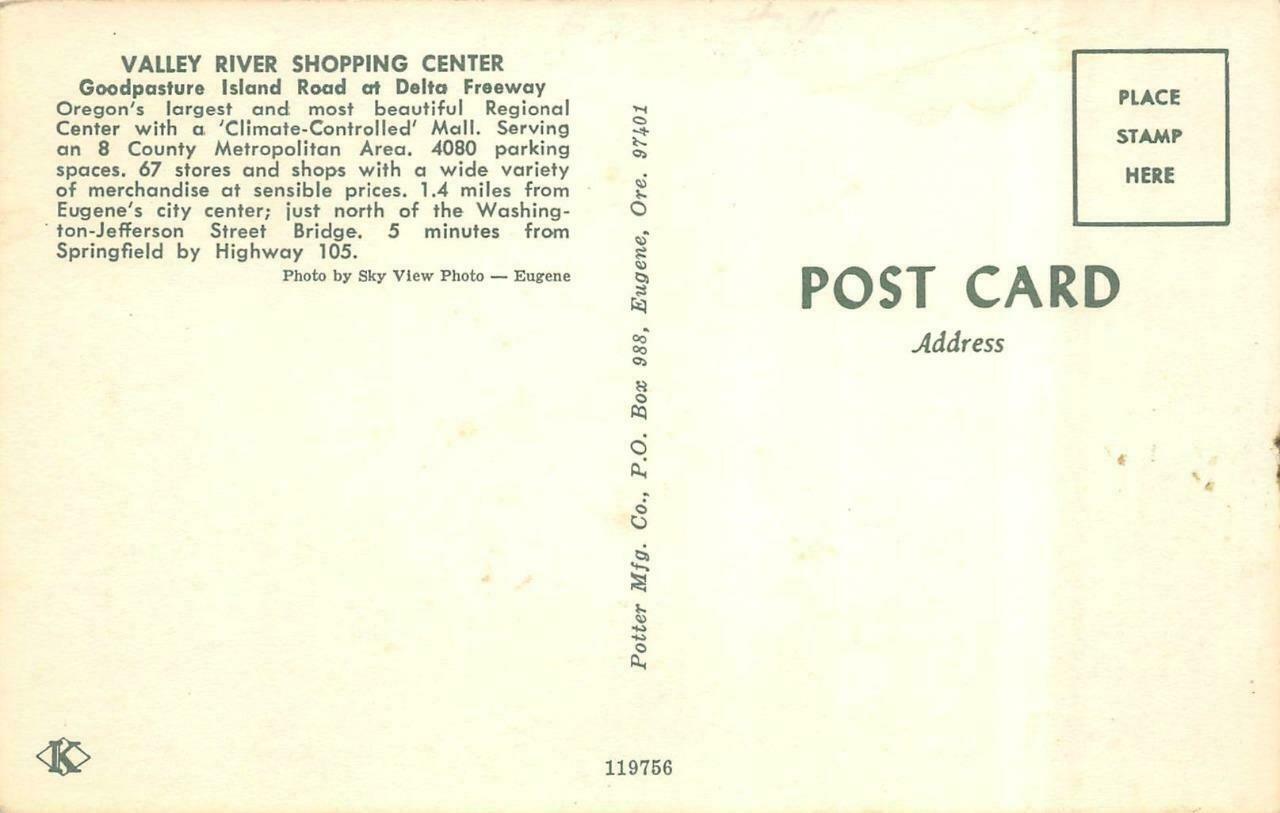 VALLEY RIVER SHOPPING CENTER
Goodpasture Island Road at Delta Freeway
Oregon's largest and most beautiful Regional
Center with a 'Climate-Controlled' Mall. Serving
an 8 County Metropolitan Area. 4080 parking
spaces. 67 stores and shops with a wide variety
of merchandise at sensible prices. 1.4 miles from
Eugene's city center; just north of the Washing-
ton-Jefferson Street Bridge. 5 minutes from
Springfield by Highway 105.
Photo by Sky View Photo — Eugene
Potter Mfg. Co., P.O. Box 988, Eugene, Ore. 97401
PLACE
STAMP
HERE
POST CARD
Address
K
119756